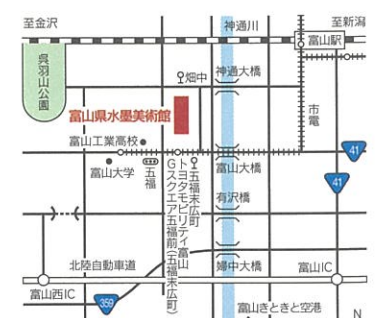 至金沢
神通川
至新潟
富山駅
呉羽山公園
畑中
神通大橋
市電
富山県水墨美術館
富山工業高校
富山大学
五福
五福末広町
トヨタモビリティ富山
Gスクエア五福前(五福末広町)
富山大橋
41
41
有沢橋
北陸自動車道
婦中大橋
富山IC
富山西IC
359
富山きときと空港
N